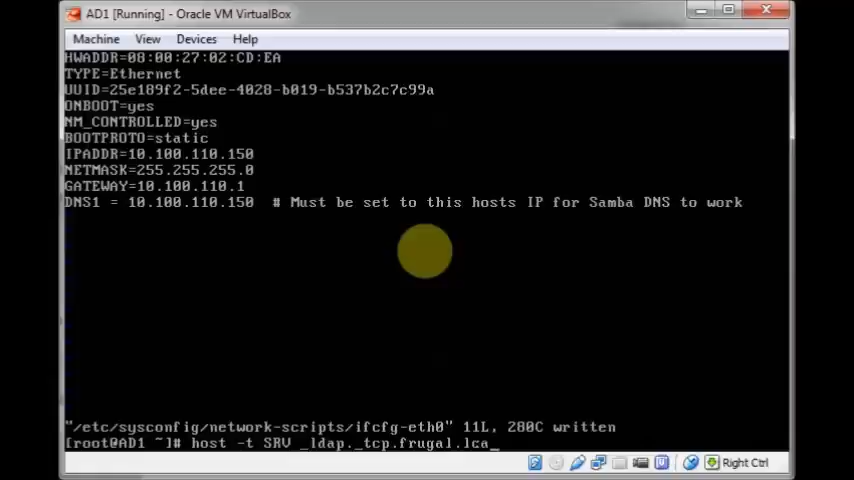 AD1 [Running] - Oracle VM VirtualBox
Machine View Devices Help
HWADDR=08:00:27:02:CD:EA
TYPE=Ethernet
UUID=25e189f2-5dee-4028-b019-b537b2c7c99a
ONBOOT=yes
NM_CONTROLLED=yes
BOOTPROTO=static
IPADDR=10.100.110.150
NETMASK=255.255.255.0
GATEWAY=10.100.110.1
DNS1 = 10.100.110.150  # Must be set to this hosts IP for Samba DNS to work
"/etc/sysconfig/network-scripts/ifcfg-eth0" 11L, 280C written
[root@AD1 ~]# host -t SRV _ldap._tcp.frugal.lca_
Right Ctrl